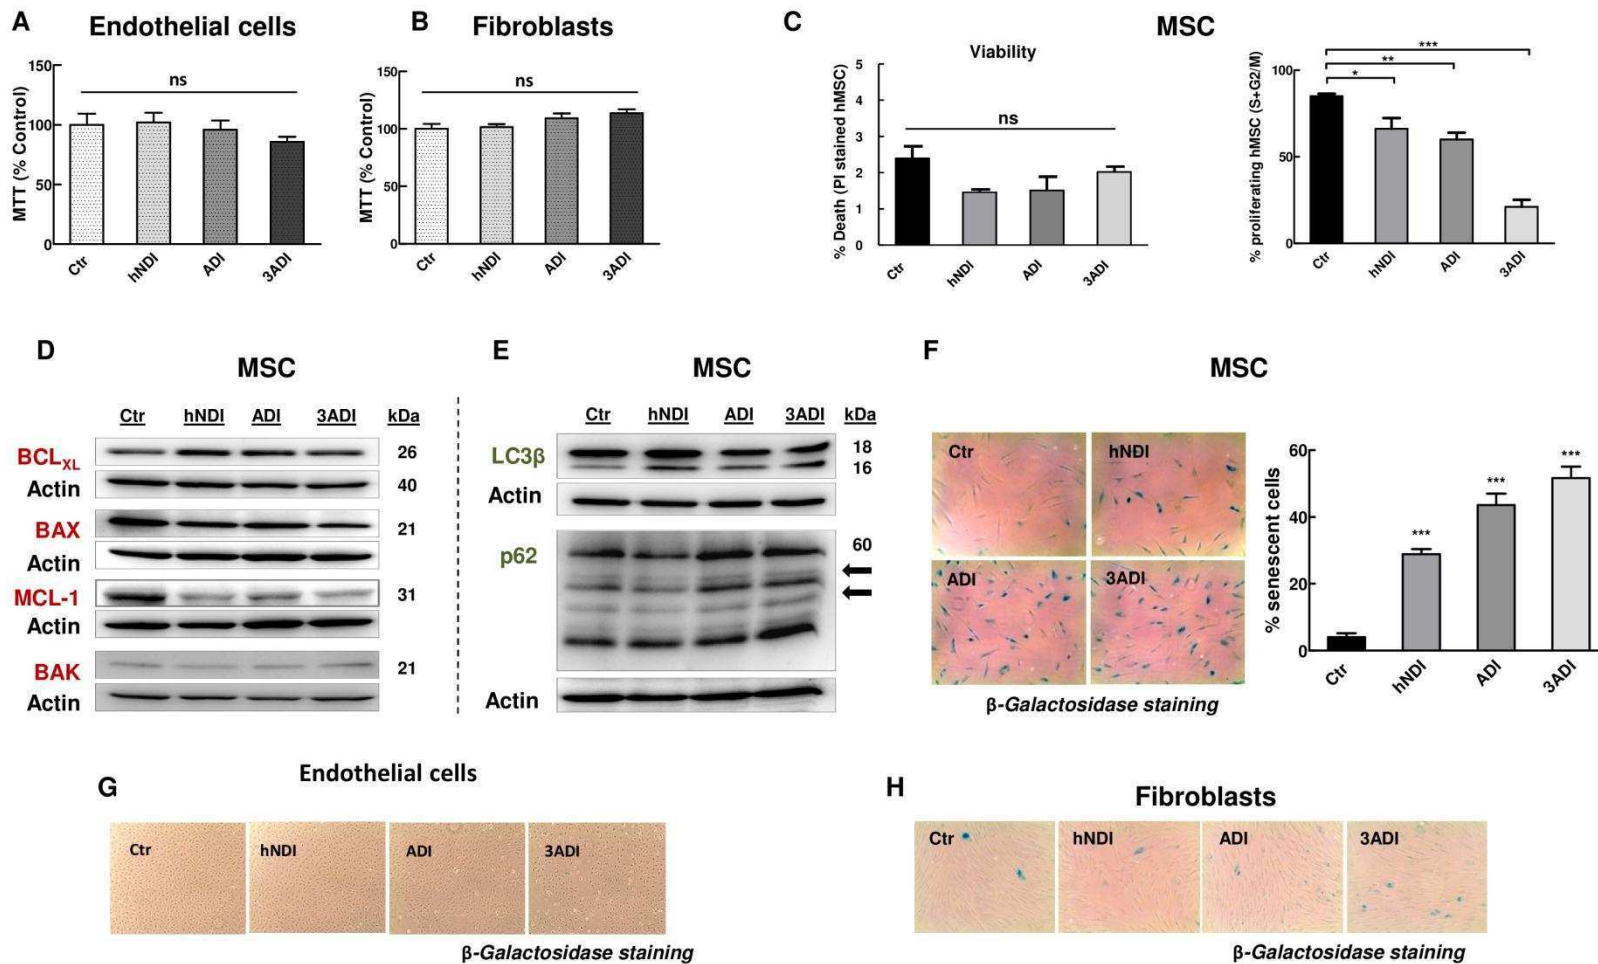 A
Endothelial cells
MTT (% Control)
150
100
50
0
ns
Ctr
hNDI
ADI
3ADI
B
Fibroblasts
MTT (% Control)
150
100
50
0
ns
Ctr
hNDI
ADI
3ADI
C
MSC
Viability
% Death (PI stained hMSC)
5
4
3
2
1
0
ns
Ctr
hNDI
ADI
3ADI
% proliferating hMSC (S+G2/M)
100
50
0
***
**
*
Ctr
hNDI
ADI
3ADI
D
MSC
Ctr hNDI ADI 3ADI kDa
BCLXL 26
Actin 40
BAX 21
Actin
MCL-1 31
Actin
BAK 21
Actin
E
MSC
Ctr hNDI ADI 3ADI kDa
LC3β 18
16
Actin
p62 60
Actin
F
MSC
Ctr
hNDI
ADI
3ADI
β-Galactosidase staining
% senescent cells
60
40
20
0
***
***
***
Ctr
hNDI
ADI
3ADI
G
Endothelial cells
Ctr
hNDI
ADI
3ADI
β-Galactosidase staining
H
Fibroblasts
Ctr
hNDI
ADI
3ADI
β-Galactosidase staining